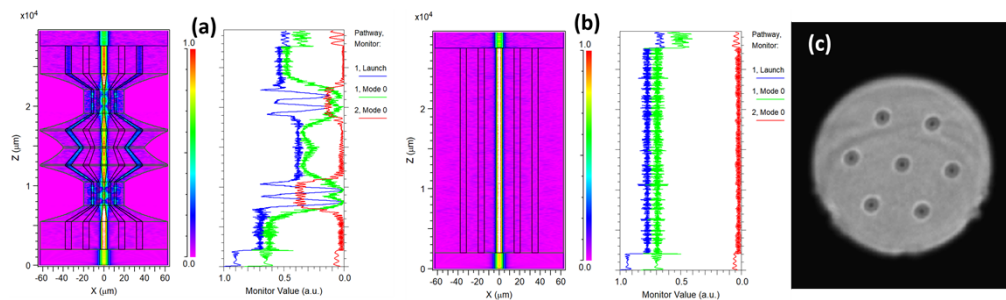 (a)
x 10⁴
2
1
0
Z (μm)
-60 -40 -20 0 20 40 60
X (μm)
1.0
0.0
Pathway,
Monitor:
1, Launch
1, Mode 0
2, Mode 0
1.0 0.5 0.0
Monitor Value (a.u.)
(b)
x 10⁴
2
1
0
Z (μm)
-60 -40 -20 0 20 40 60
X (μm)
1.0
0.0
Pathway,
Monitor:
1, Launch
1, Mode 0
2, Mode 0
1.0 0.5 0.0
Monitor Value (a.u.)
(c)